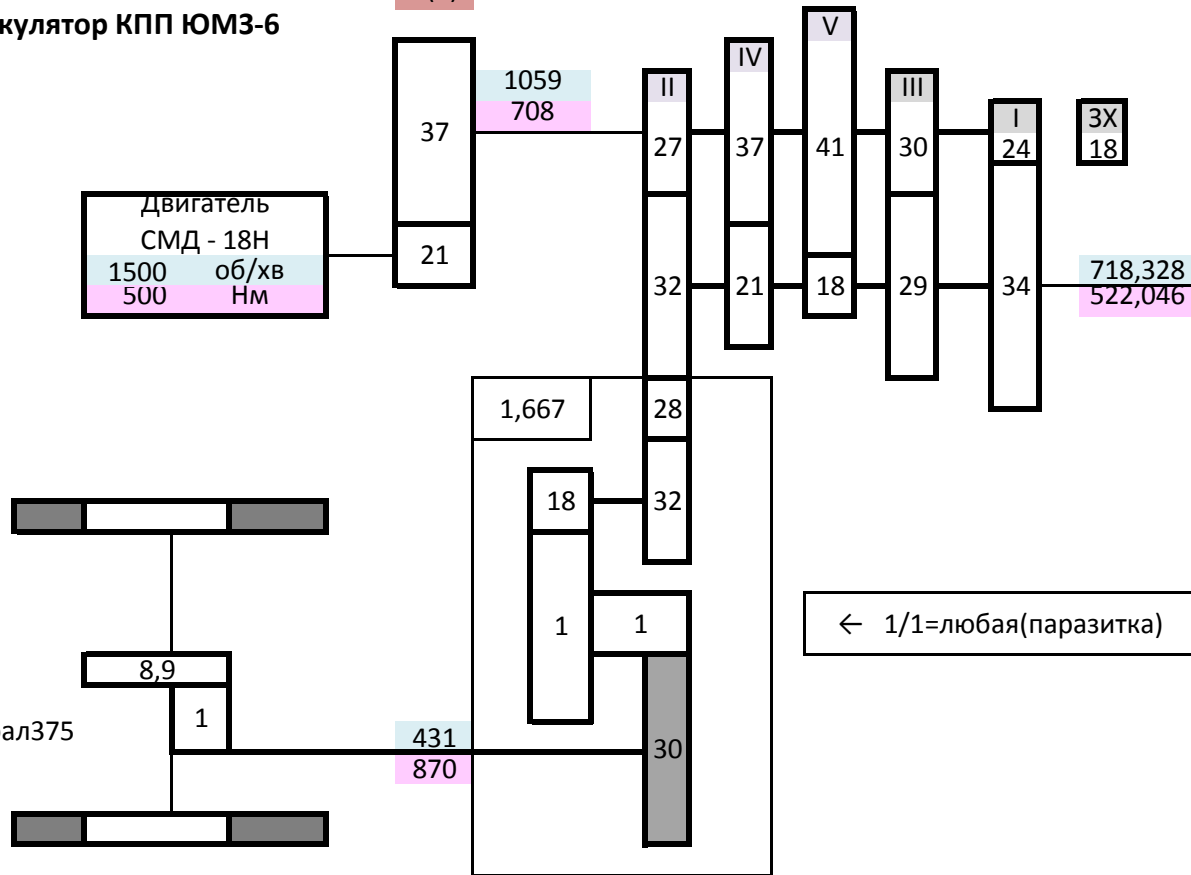 кулятор КПП ЮМЗ-6
V
IV
1059
II
III
708
I
ЗХ
37
27
37
41
30
24
18
Двигатель
СМД - 18Н
21
1500 об/хв
718,328
500 Нм
32
21
18
29
34
522,046
1,667
28
18
32
1
1
← 1/1=любая(паразитка)
8,9
1
ал375
431
30
870